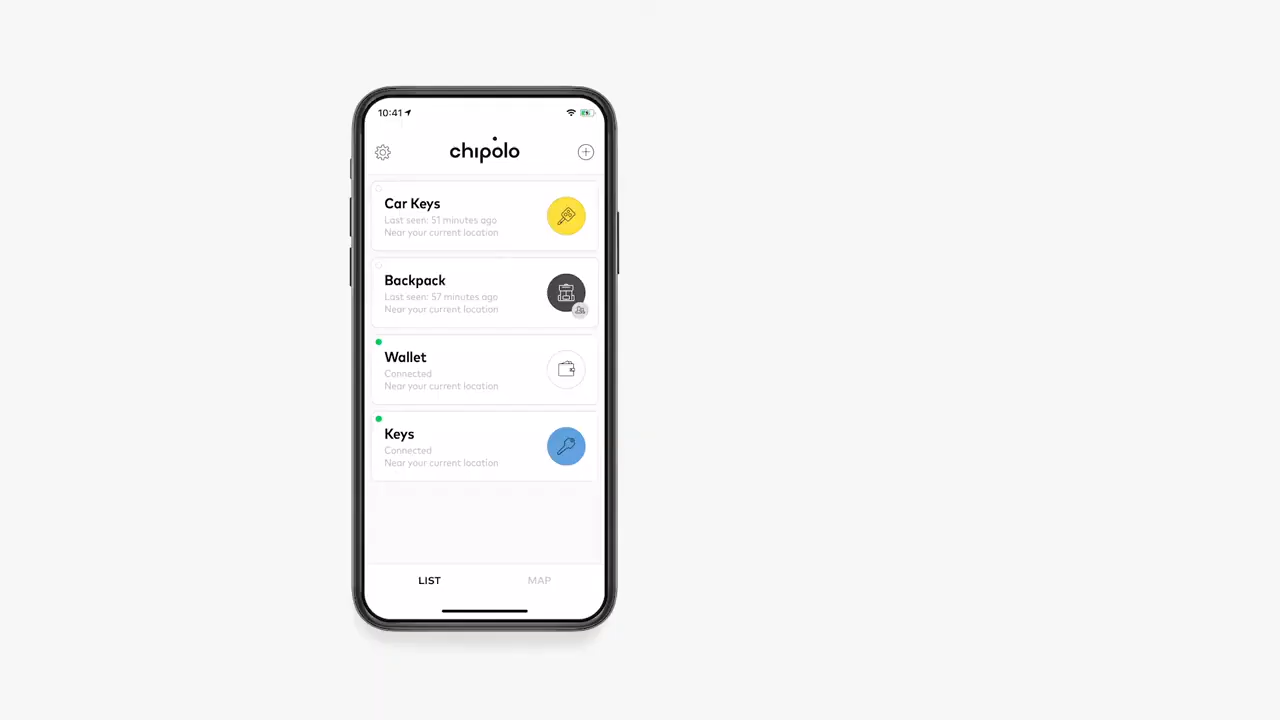 10:41
chipolo
Car Keys
Last seen: 51 minutes ago
Near your current location
Backpack
Last seen: 57 minutes ago
Near your current location
Wallet
Connected
Near your current location
Keys
Connected
Near your current location
LIST
MAP